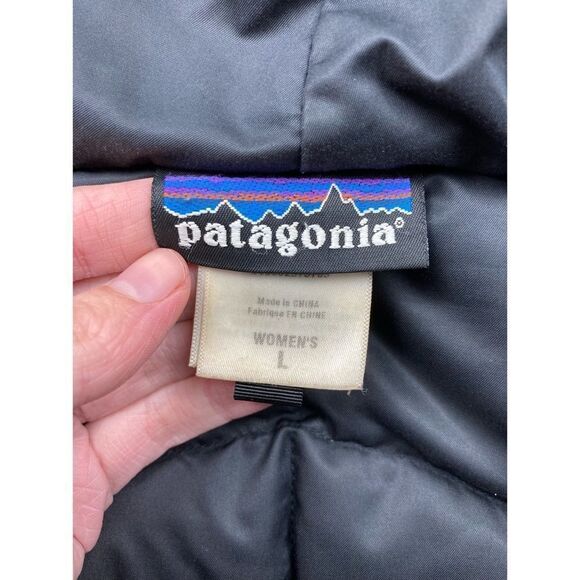 patagonia®
Made in CHINA
Fabriqué EN CHINE
WOMEN'S
L